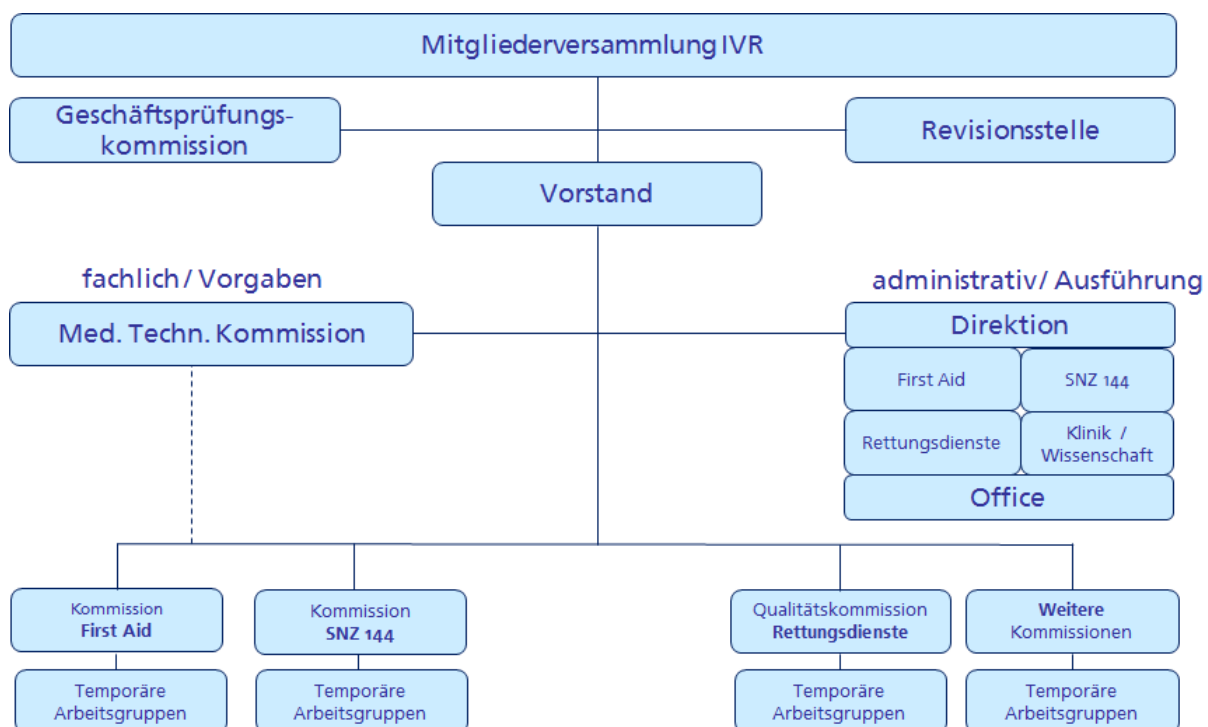 Mitgliederversammlung IVR
Geschäftsprüfungs-
kommission
Revisionsstelle
Vorstand
fachlich / Vorgaben
administrativ/ Ausführung
Med. Techn. Kommission
Direktion
First Aid
SNZ 144
Rettungsdienste
Klinik /
Wissenschaft
Office
Kommission
First Aid
Kommission
SNZ 144
Qualitätskommission
Rettungsdienste
Weitere
Kommissionen
Temporäre
Arbeitsgruppen
Temporäre
Arbeitsgruppen
Temporäre
Arbeitsgruppen
Temporäre
Arbeitsgruppen